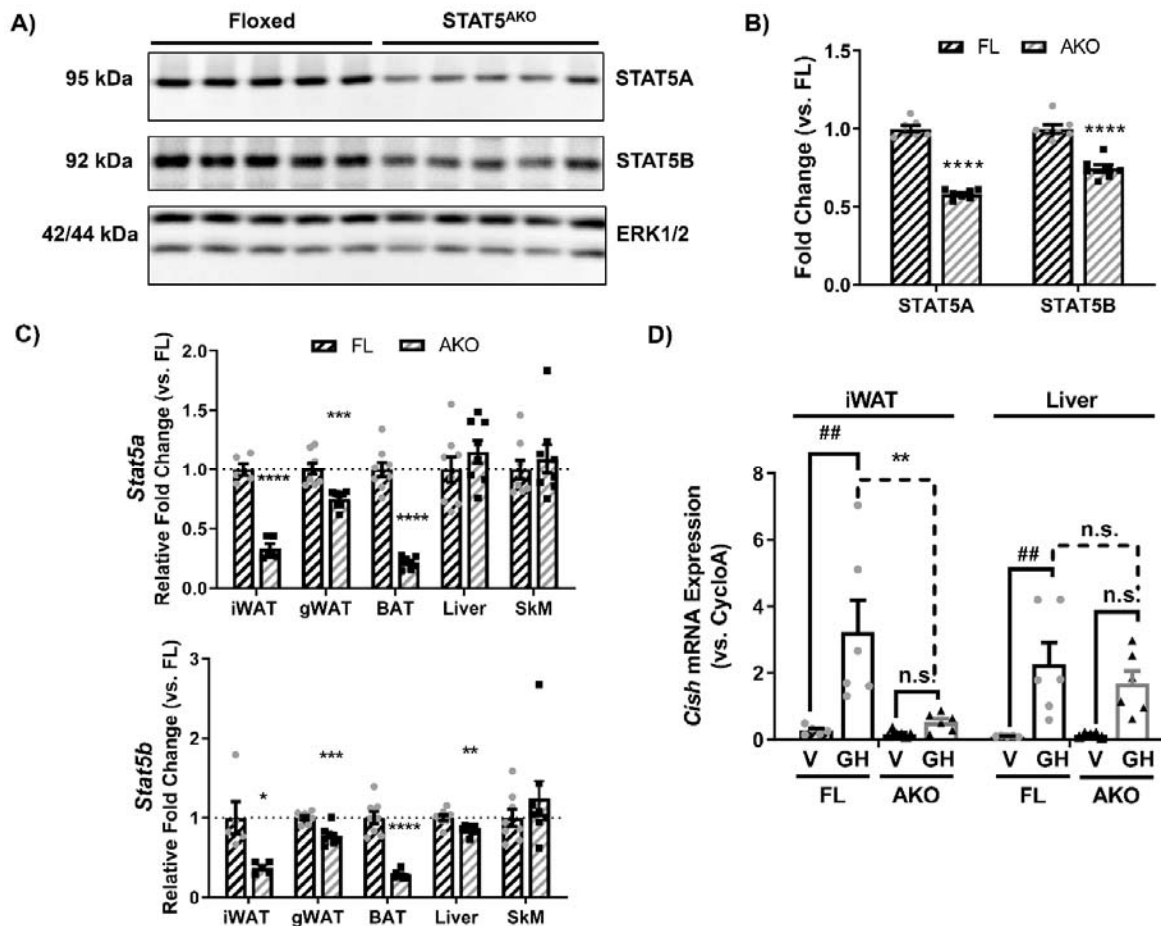 A)
Floxed
STAT5AKO
95 kDa
STAT5A
92 kDa
STAT5B
42/44 kDa
ERK1/2
B)
FL
AKO
Fold Change (vs. FL)
1.5
1.0
0.5
0.0
****
****
STAT5A
STAT5B
C)
FL
AKO
Stat5a
Relative Fold Change (vs. FL)
2.0
1.5
1.0
0.5
0.0
****
***
****
iWAT
gWAT
BAT
Liver
SkM
Stat5b
Relative Fold Change (vs. FL)
3
2
1
0
*
***
****
**
iWAT
gWAT
BAT
Liver
SkM
D)
iWAT
Liver
Cish mRNA Expression
(vs. CycloA)
8
6
4
2
0
##
**
n.s.
##
n.s.
n.s.
V GH V GH
V GH V GH
FL AKO
FL AKO